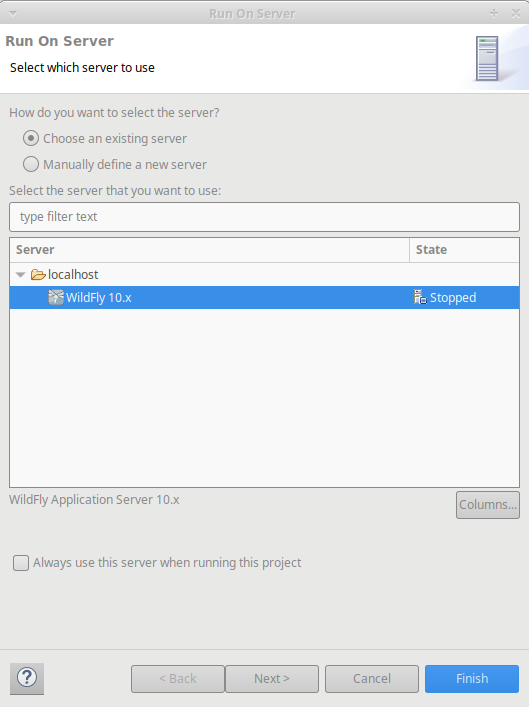 Run On Server
Run On Server
Select which server to use
How do you want to select the server?
Choose an existing server
Manually define a new server
Select the server that you want to use:
type filter text
Server State
localhost
WildFly 10.x Stopped
WildFly Application Server 10.x
Columns...
Always use this server when running this project
? < Back Next > Cancel Finish